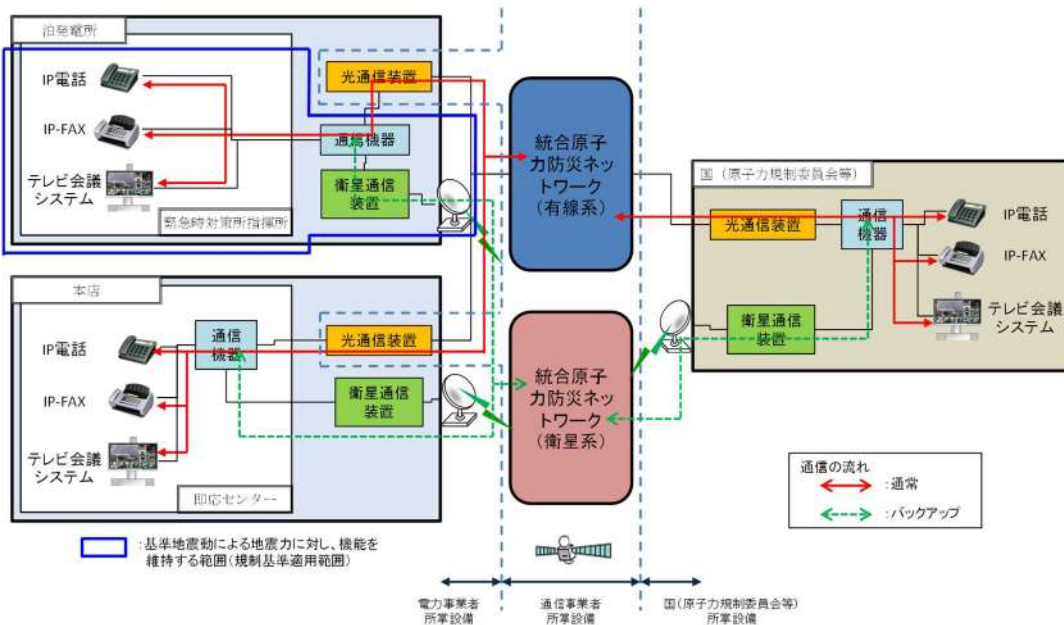 泊発電所
IP電話
IP-FAX
テレビ会議
システム
緊急時対策所指揮所
光通信装置
通信機器
衛星通信
装置
本店
IP電話
IP-FAX
テレビ会議
システム
即応センター
通信
機器
光通信装置
衛星通信
装置
統合原子
力防災ネッ
トワーク
(有線系)
統合原子
力防災ネッ
トワーク
(衛星系)
国(原子力規制委員会等)
光通信装置
通信
機器
衛星通信
装置
IP電話
IP-FAX
テレビ会議
システム
通信の流れ
:通常
:バックアップ
:基準地震動による地震力に対し、機能を
維持する範囲(規制基準適用範囲)
電力事業者
所掌設備
通信事業者
所掌設備
国(原子力規制委員会等)
所掌設備